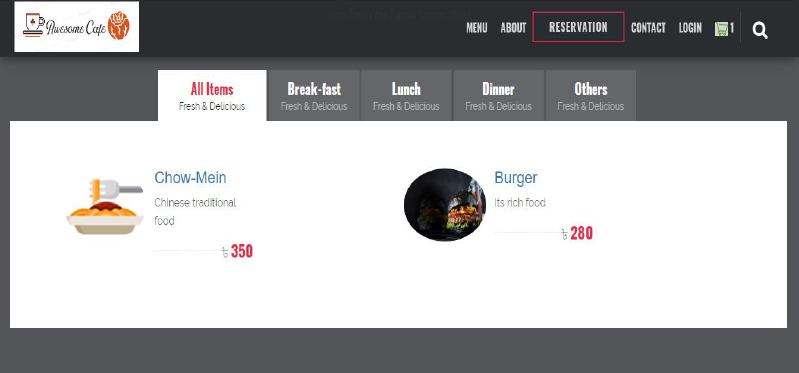 Awesome Cafe
MENU ABOUT RESERVATION CONTACT LOGIN 1
All Items Break-fast Lunch Dinner Others
Fresh & Delicious Fresh & Delicious Fresh & Delicious Fresh & Delicious Fresh & Delicious
Chow-Mein
Chinese traditional
food
৳ 350
Burger
Its rich food
৳ 280